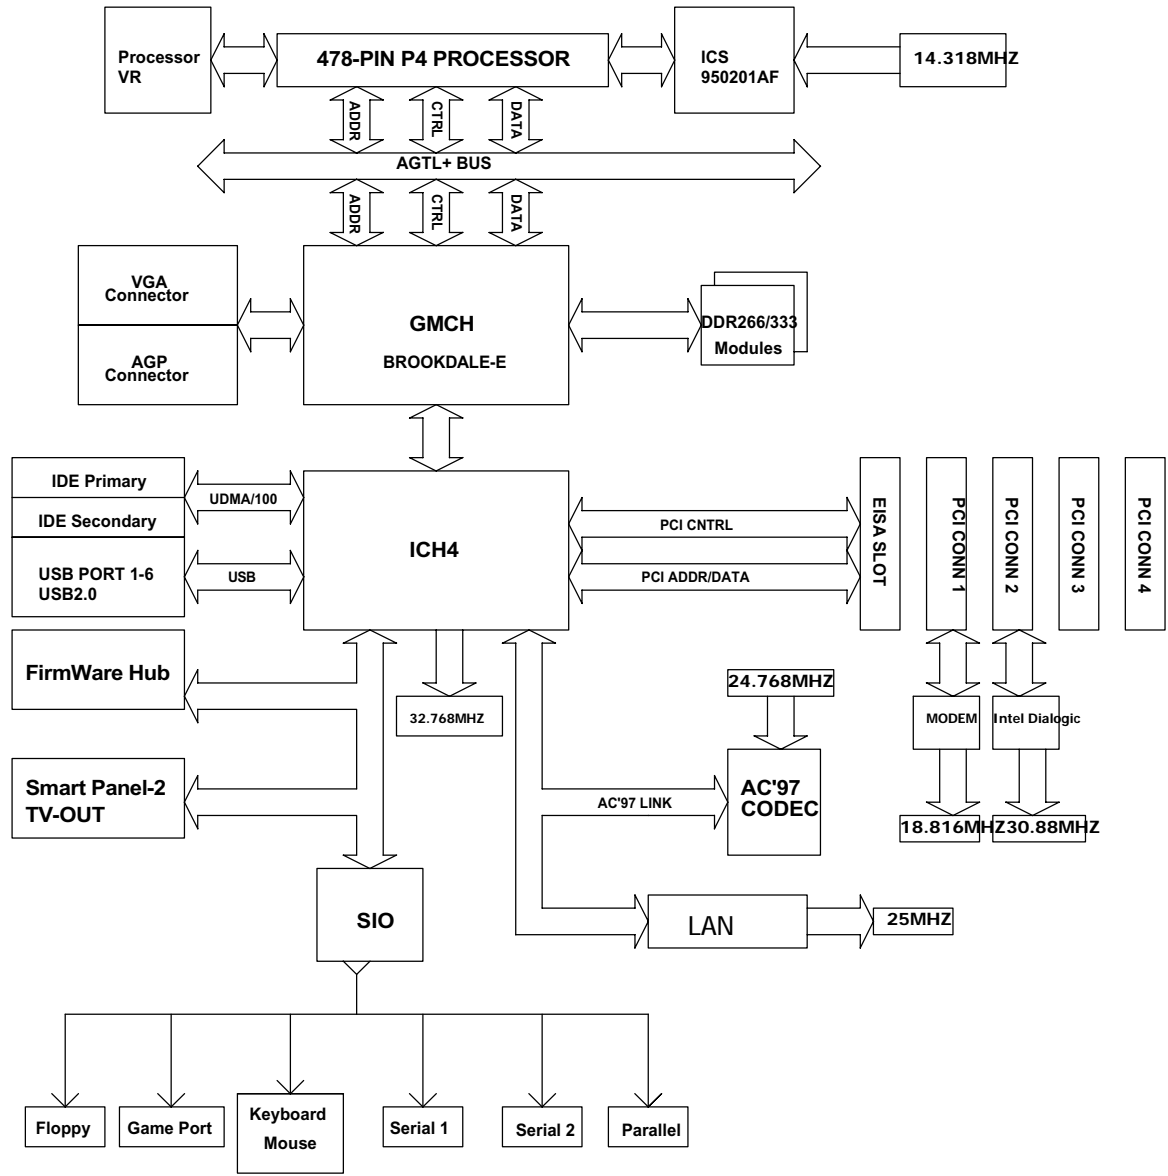 Processor
VR
478-PIN P4 PROCESSOR
ICS
950201AF
14.318MHZ
ADDR
CTRL
DATA
AGTL+ BUS
ADDR
CTRL
DATA
VGA
Connector
AGP
Connector
GMCH
BROOKDALE-E
DDR266/333
Modules
IDE Primary
IDE Secondary
UDMA/100
USB PORT 1-6
USB2.0
USB
ICH4
PCI CNTRL
PCI ADDR/DATA
EISA SLOT
PCI CONN 1
PCI CONN 2
PCI CONN 3
PCI CONN 4
FirmWare Hub
32.768MHZ
24.768MHZ
MODEM
Intel Dialogic
Smart Panel-2
TV-OUT
AC'97 LINK
AC'97
CODEC
18.816MHZ
30.88MHZ
SIO
LAN
25MHZ
Floppy
Game Port
Keyboard
Mouse
Serial 1
Serial 2
Parallel